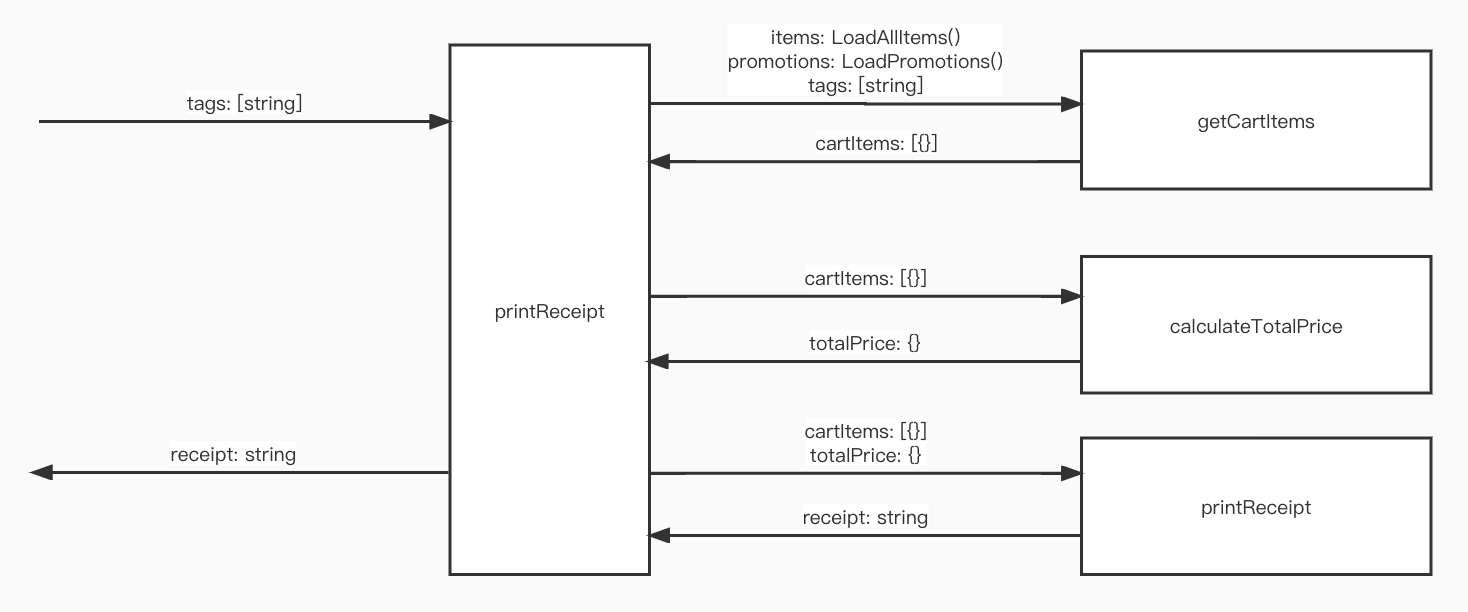 items: LoadAllItems()
promotions: LoadPromotions()
tags: [string]
tags: [string]
getCartItems
cartItems: [{}]
cartItems: [{}]
printReceipt
calculateTotalPrice
totalPrice: {}
cartItems: [{}]
totalPrice: {}
receipt: string
printReceipt
receipt: string